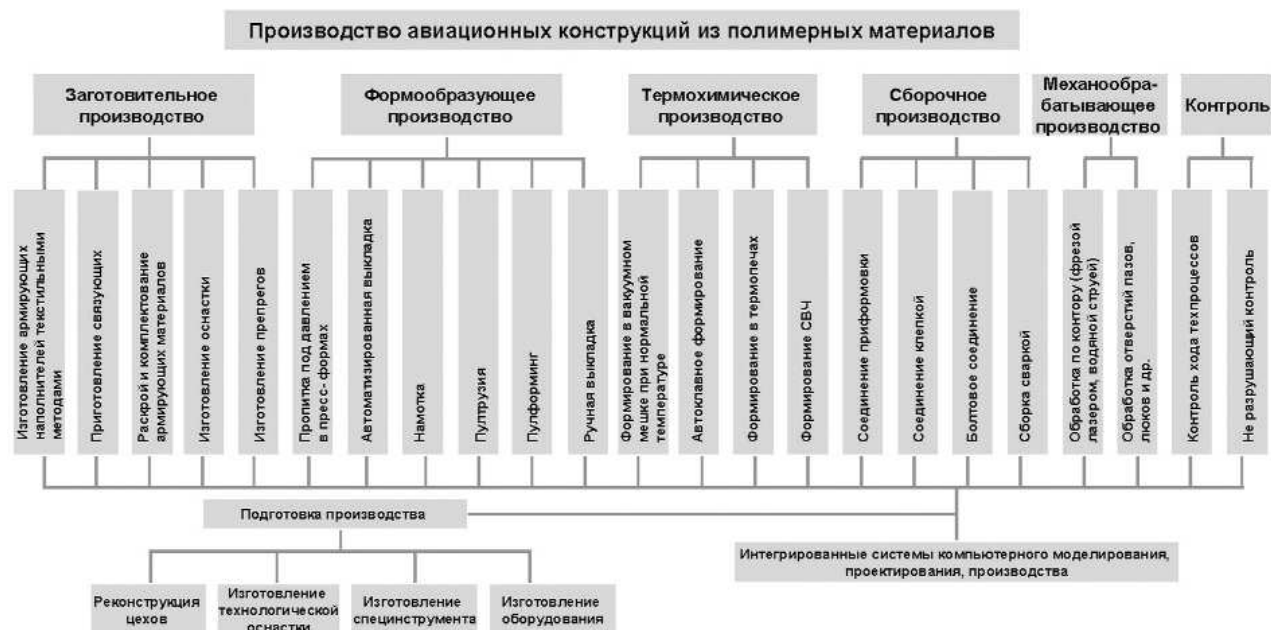 Производство авиационных конструкций из полимерных материалов
Заготовительное
производство
Формообразующее
производство
Термохимическое
производство
Сборочное
производство
Механообра-
батывающее
производство
Контроль
Изготовление армирующих
наполнителей текстильными
методами
Приготовление связующих
Раскрой и комплектование
армирующих материалов
Изготовление оснастки
Изготовление препрегов
Пропитка под давлением
в пресс- формах
Автоматизированная выкладка
Намотка
Пултрузия
Пулформинг
Ручная выкладка
Формирование в вакуумном
мешке при нормальной
температуре
Автоклавное формирование
Формирование в термопечах
Формирование СВЧ
Соединение приформовки
Соединение клепкой
Болтовое соединение
Сборка сваркой
Обработка по контору (фрезой
лазером, водяной струей)
Обработка отверстий пазов,
люков и др.
Контроль хода техпроцессов
Не разрушающий контроль
Подготовка производства
Интегрированные системы компьютерного моделирования,
проектирования, производства
Реконструкция
цехов
Изготовление
технологической
оснастки
Изготовление
специнструмента
Изготовление
оборудования